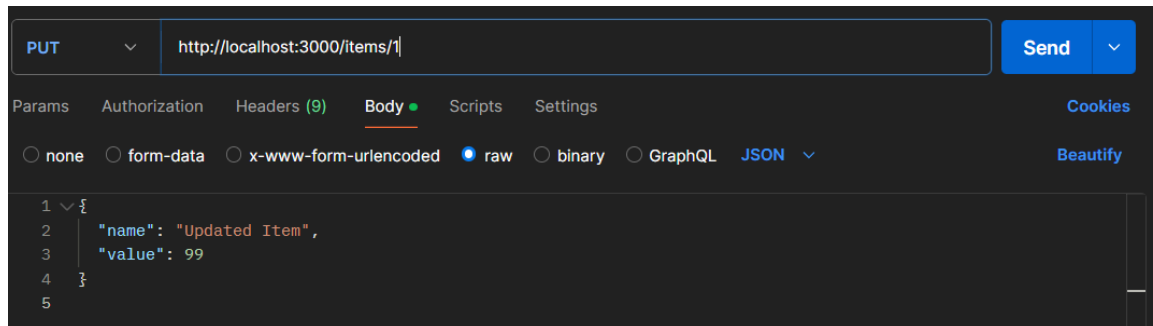 PUT http://localhost:3000/items/1 Send
Params Authorization Headers (9) Body Scripts Settings Cookies
none form-data x-www-form-urlencoded raw binary GraphQL JSON Beautify
1 {
2 "name": "Updated Item",
3 "value": 99
4 }
5